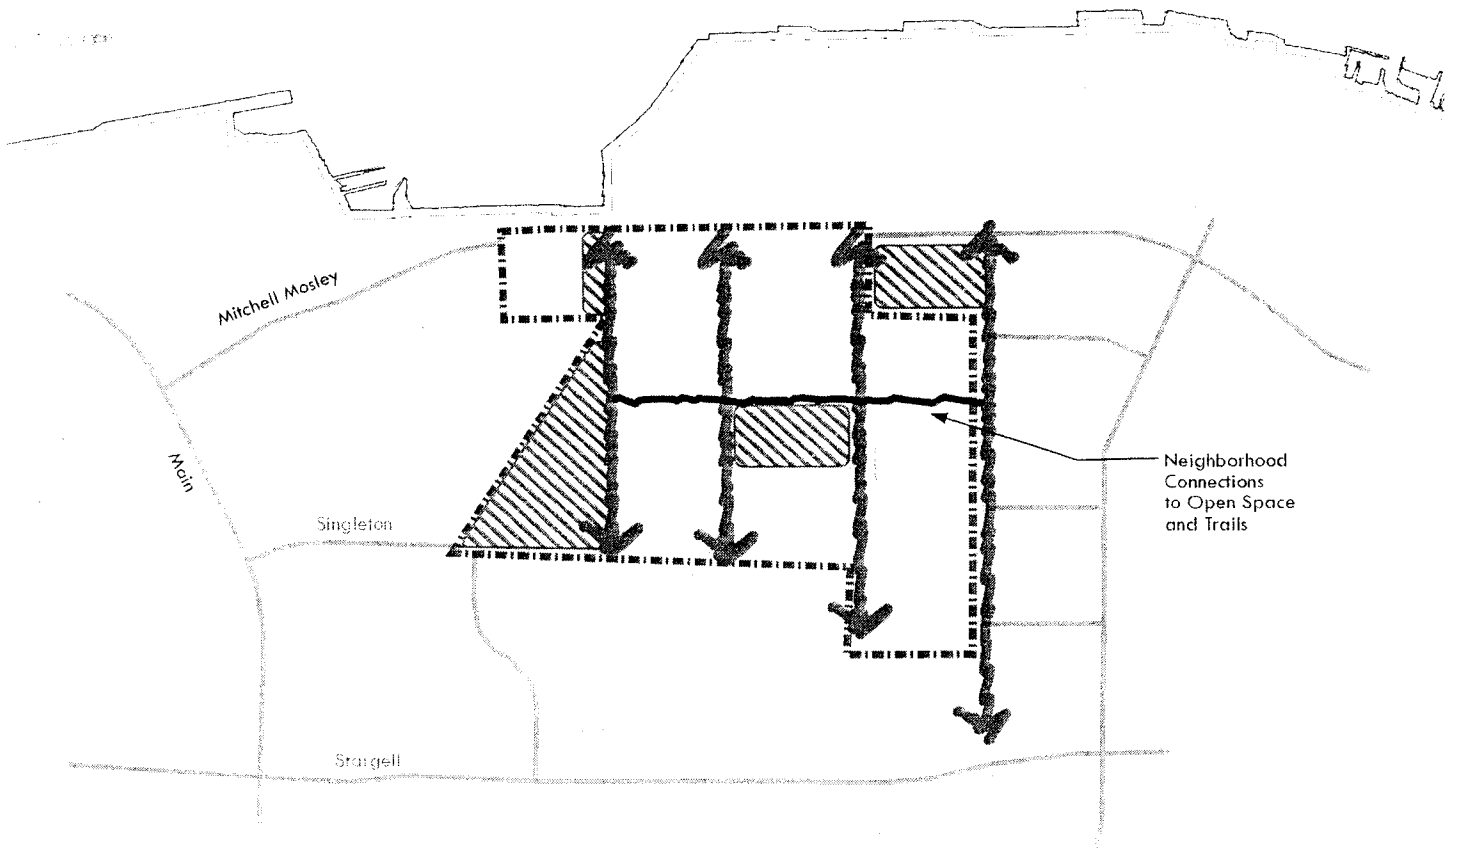 Mitchell Mosley
Main
Singleton
Neighborhood
Connections
to Open Space
and Trails
Stargell